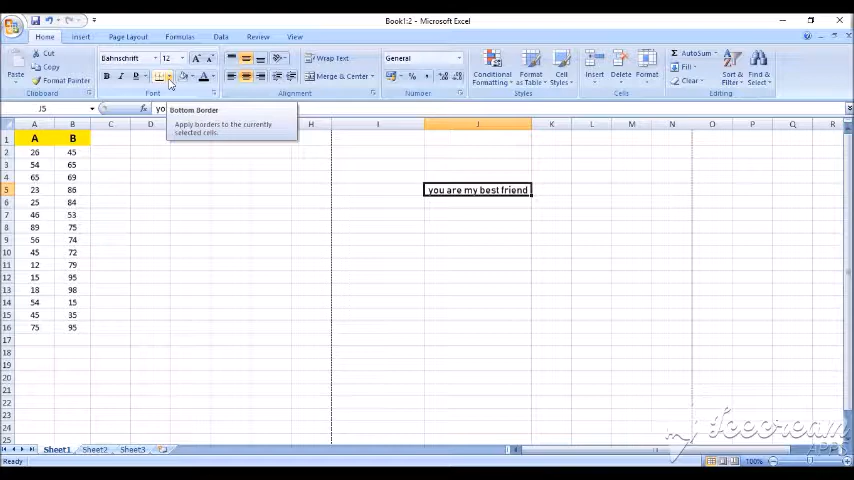 Book1:2 - Microsoft Excel
Home Insert Page Layout Formulas Data Review View
Paste
Cut
Copy
Format Painter
Clipboard
Bahnschrift 12 A A
B I D A
Font
Wrap Text
Merge & Center
Alignment
General
% ,
Number
Conditional Formatting
Format as Table
Cell Styles
Styles
Insert Delete Format
Cells
Σ AutoSum
Fill
Clear
Sort & Filter
Find & Select
Editing
J5 fx yo
Bottom Border
Apply borders to the currently
selected cells.
A B C D H I J K L M N O P Q R
1 A B
2 26 45
3 54 65
4 65 69
5 23 86 you are my best friend
6 25 84
7 46 53
8 89 75
9 56 74
10 45 72
11 12 79
12 15 95
13 18 98
14 54 15
15 45 35
16 75 95
17
18
19
20
21
22
23
24
25
Sheet1 Sheet2 Sheet3
Ready 100%
Icecream
APPS